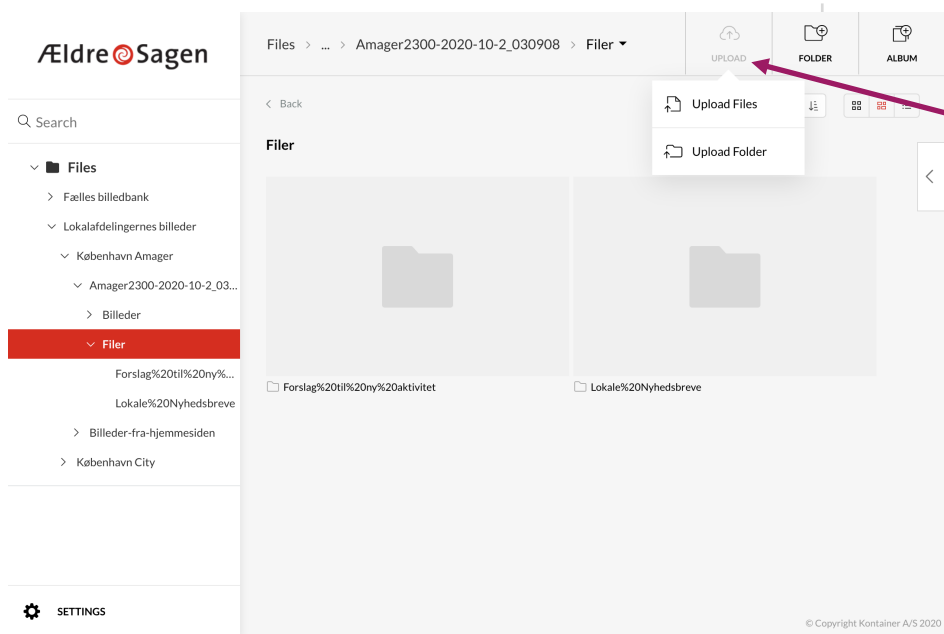 Ældre Sagen
Search
Files
Fælles billedbank
Lokalafdelingernes billeder
København Amager
Amager2300-2020-10-2_03...
Billeder
Filer
Forslag%20til%20ny%...
Lokale%20Nyhedsbreve
Billeder-fra-hjemmesiden
København City
SETTINGS
Files > ... > Amager2300-2020-10-2_030908 > Filer
UPLOAD
FOLDER
ALBUM
Upload Files
Upload Folder
Back
Filer
Forslag%20til%20ny%20aktivitet
Lokale%20Nyhedsbreve
© Copyright Kontainer A/S 2020